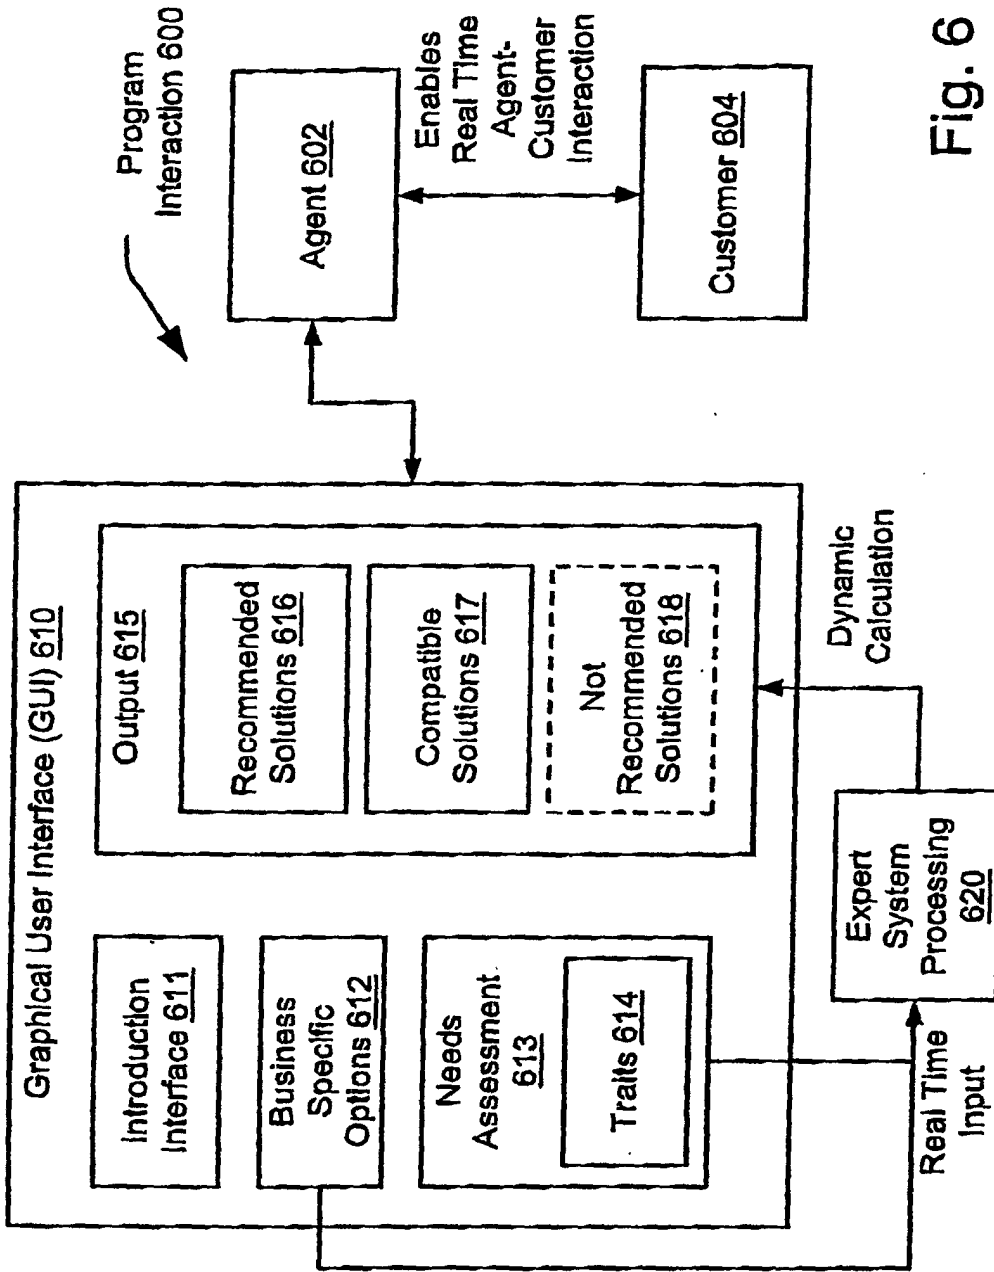 Program
Interaction 600
Graphical User Interface (GUI) 610
Introduction
Interface 611
Business
Specific
Options 612
Needs
Assessment
613
Traits 614
Output 615
Recommended
Solutions 616
Compatible
Solutions 617
Not
Recommended
Solutions 618
Agent 602
Enables
Real Time
Agent-
Customer
Interaction
Customer 604
Real Time
Input
Expert
System
Processing
620
Dynamic
Calculation
Fig. 6